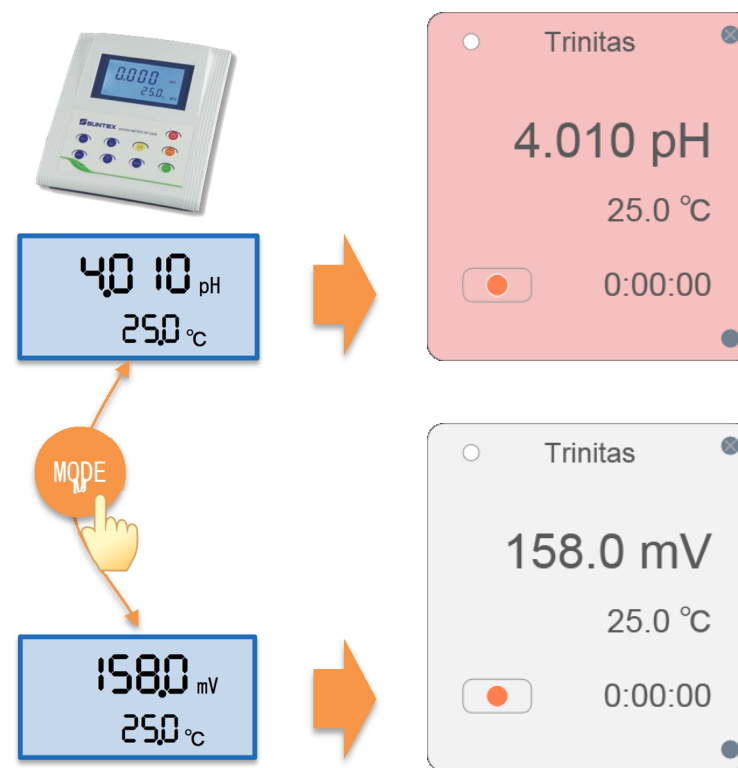 0.000
25.0
SUNTEX
4.010 pH
25.0 ℃
MODE
158.0 mV
25.0 ℃
Trinitas
4.010 pH
25.0 ℃
0:00:00
Trinitas
158.0 mV
25.0 ℃
0:00:00